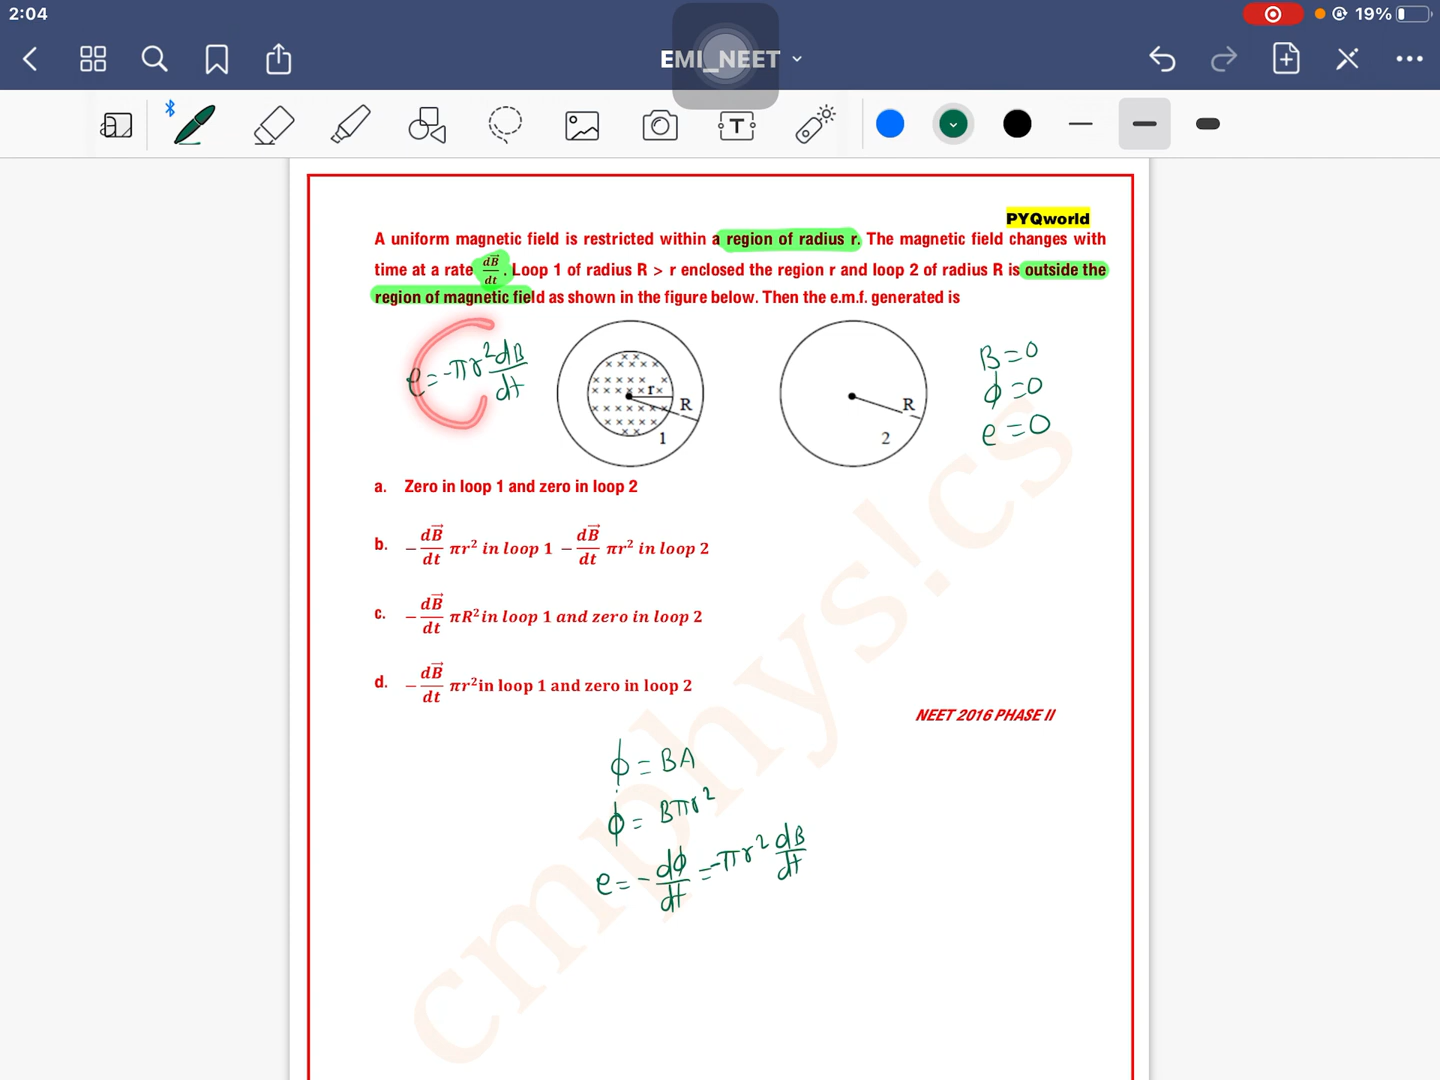 2:04
19%
EMI_NEET
T
PYQworld
A uniform magnetic field is restricted within a region of radius r. The magnetic field changes with
time at a rate dB⃗/dt. Loop 1 of radius R > r enclosed the region r and loop 2 of radius R is outside the
region of magnetic field as shown in the figure below. Then the e.m.f. generated is
e = -πr² dB/dt
r
R
1
R
2
B = 0
ϕ = 0
e = 0
a. Zero in loop 1 and zero in loop 2
b. − dB⃗/dt πr² in loop 1 − dB⃗/dt πr² in loop 2
c. − dB⃗/dt πR² in loop 1 and zero in loop 2
d. − dB⃗/dt πr² in loop 1 and zero in loop 2
NEET 2016 PHASE II
ϕ = BA
ϕ = Bπr²
e = - dϕ/dt = -πr² dB/dt
cmphys!cs